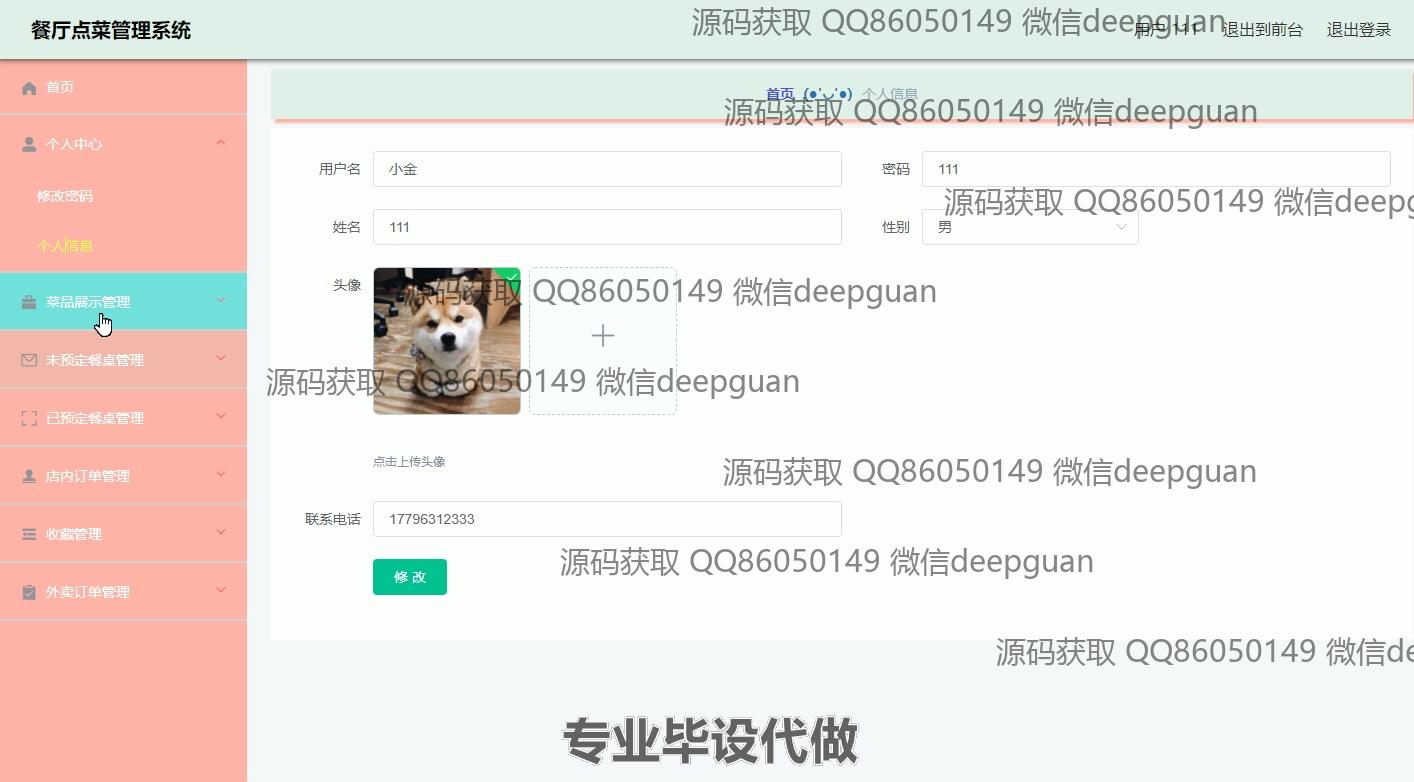 餐厅点菜管理系统
源码获取 QQ86050149 微信deepguan
用户 111
退出到前台
退出登录
首页
个人中心
修改密码
个人信息
菜品展示管理
未预定餐桌管理
已预定餐桌管理
店内订单管理
收藏管理
外卖订单管理
首页 (●'◡'●) 个人信息
源码获取 QQ86050149 微信deepguan
用户名 小金
密码 111
源码获取 QQ86050149 微信deepg
姓名 111
性别 男
头像
源码获取 QQ86050149 微信deepguan
源码获取 QQ86050149 微信deepguan
点击上传头像
源码获取 QQ86050149 微信deepguan
联系电话 17796312333
源码获取 QQ86050149 微信deepguan
修 改
源码获取 QQ86050149 微信de
专业毕设代做